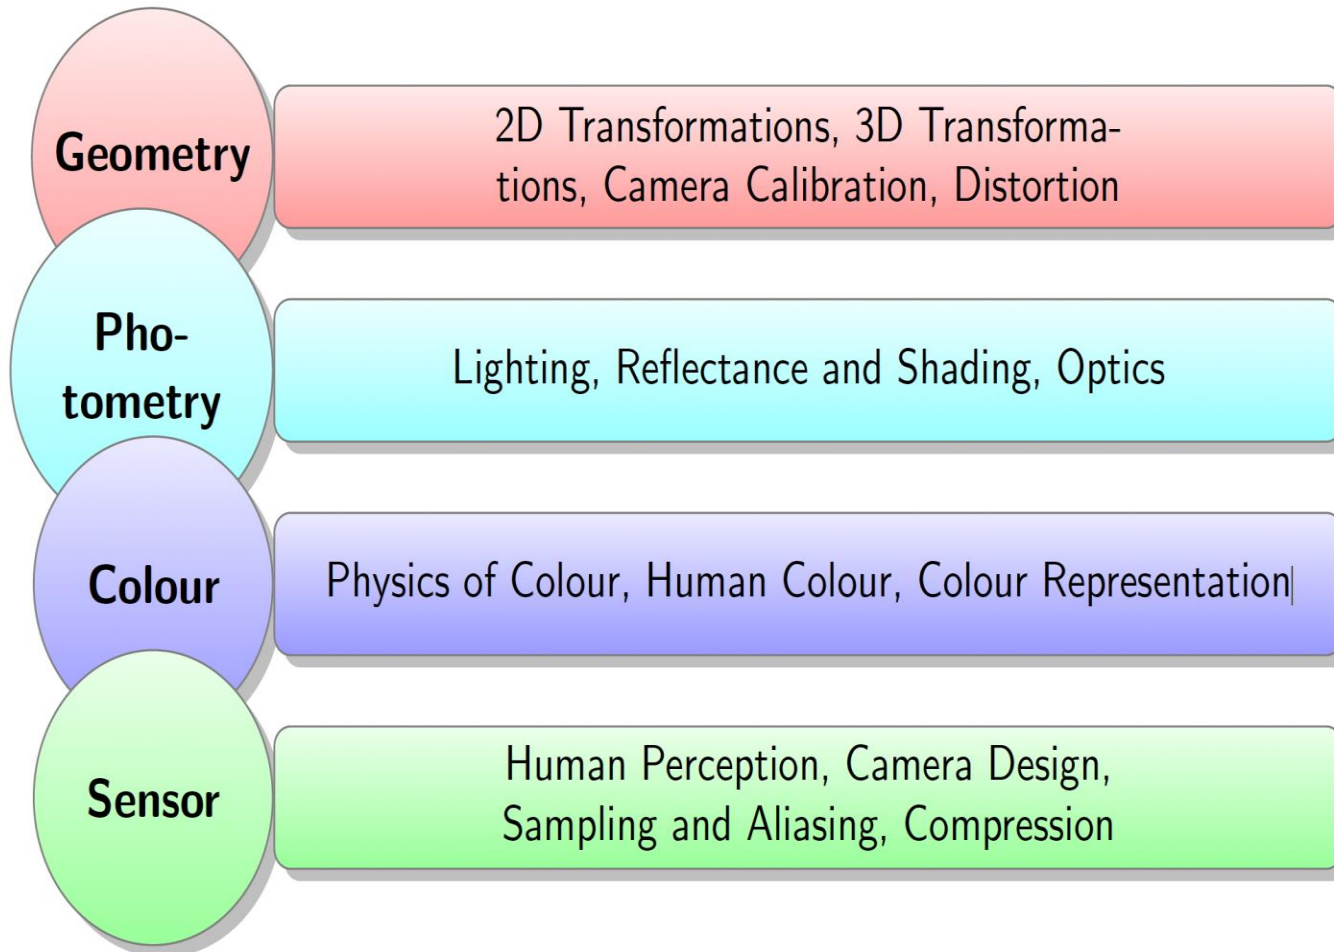 Geometry
2D Transformations, 3D Transforma-
tions, Camera Calibration, Distortion
Pho-
tometry
Lighting, Reflectance and Shading, Optics
Colour
Physics of Colour, Human Colour, Colour Representation
Sensor
Human Perception, Camera Design,
Sampling and Aliasing, Compression